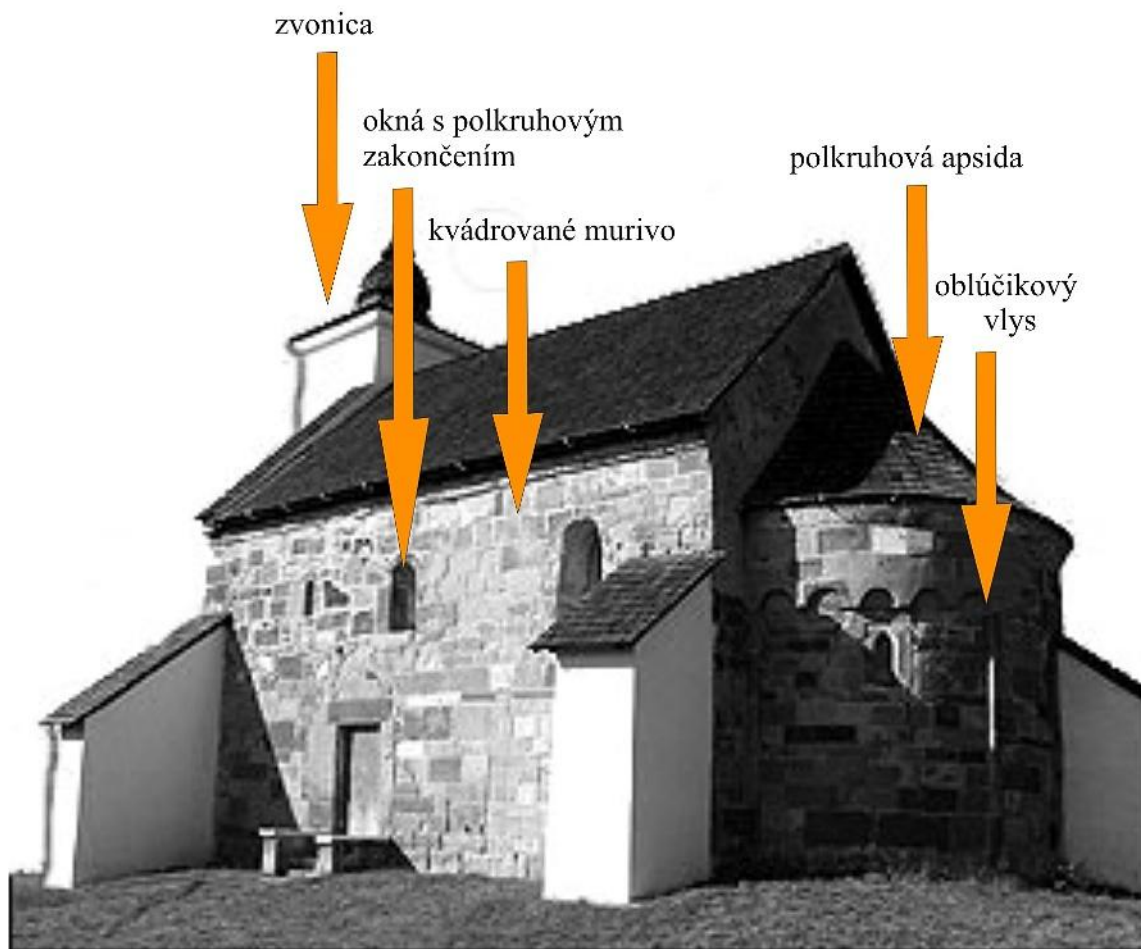 zvonica
okná s polkruhovým
zakončením
kvádrované murivo
polkruhová apsida
oblúčikový
vlys